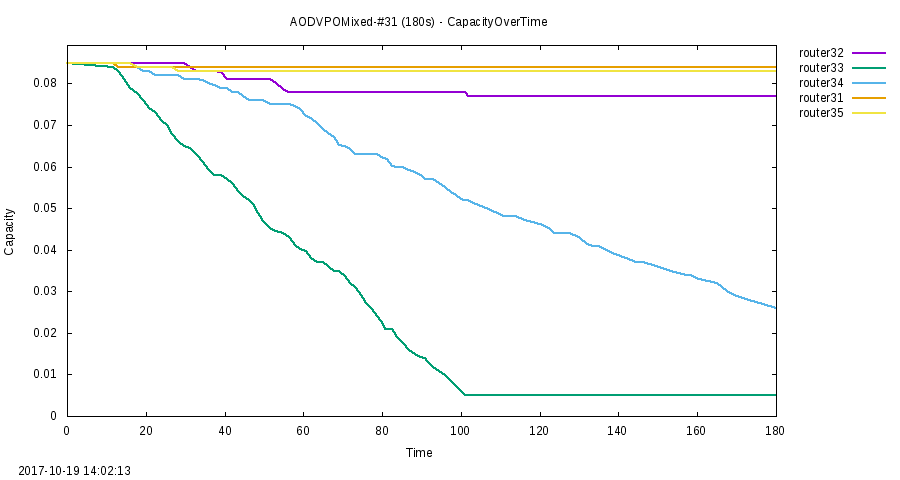 AODVPOMixed-#31 (180s) - CapacityOverTime
router32
router33
router34
router31
router35
0.08
0.07
0.06
0.05
0.04
0.03
0.02
0.01
0
Capacity
0 20 40 60 80 100 120 140 160 180
Time
2017-10-19 14:02:13